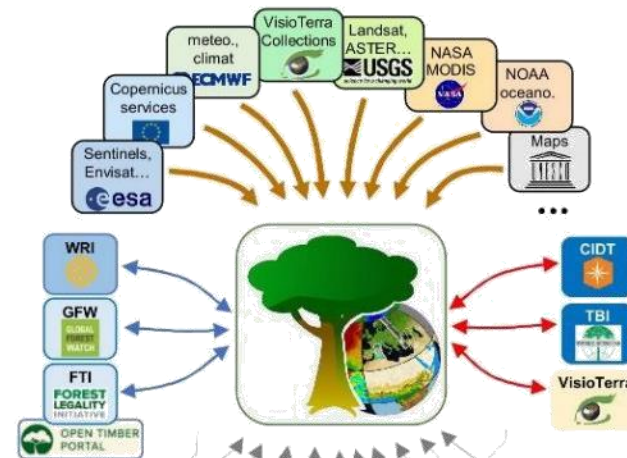 VisioTerra
Collections
meteo.,
climat
ECMWF
Landsat,
ASTER...
USGS
NASA
MODIS
NASA
Copernicus
services
NOAA
oceano.
Sentinels,
Envisat...
esa
Maps
...
WRI
GFW
GLOBAL
FOREST
WATCH
FTI
FOREST
LEGALITY
INITIATIVE
OPEN TIMBER
PORTAL
CIDT
TBI
VisioTerra